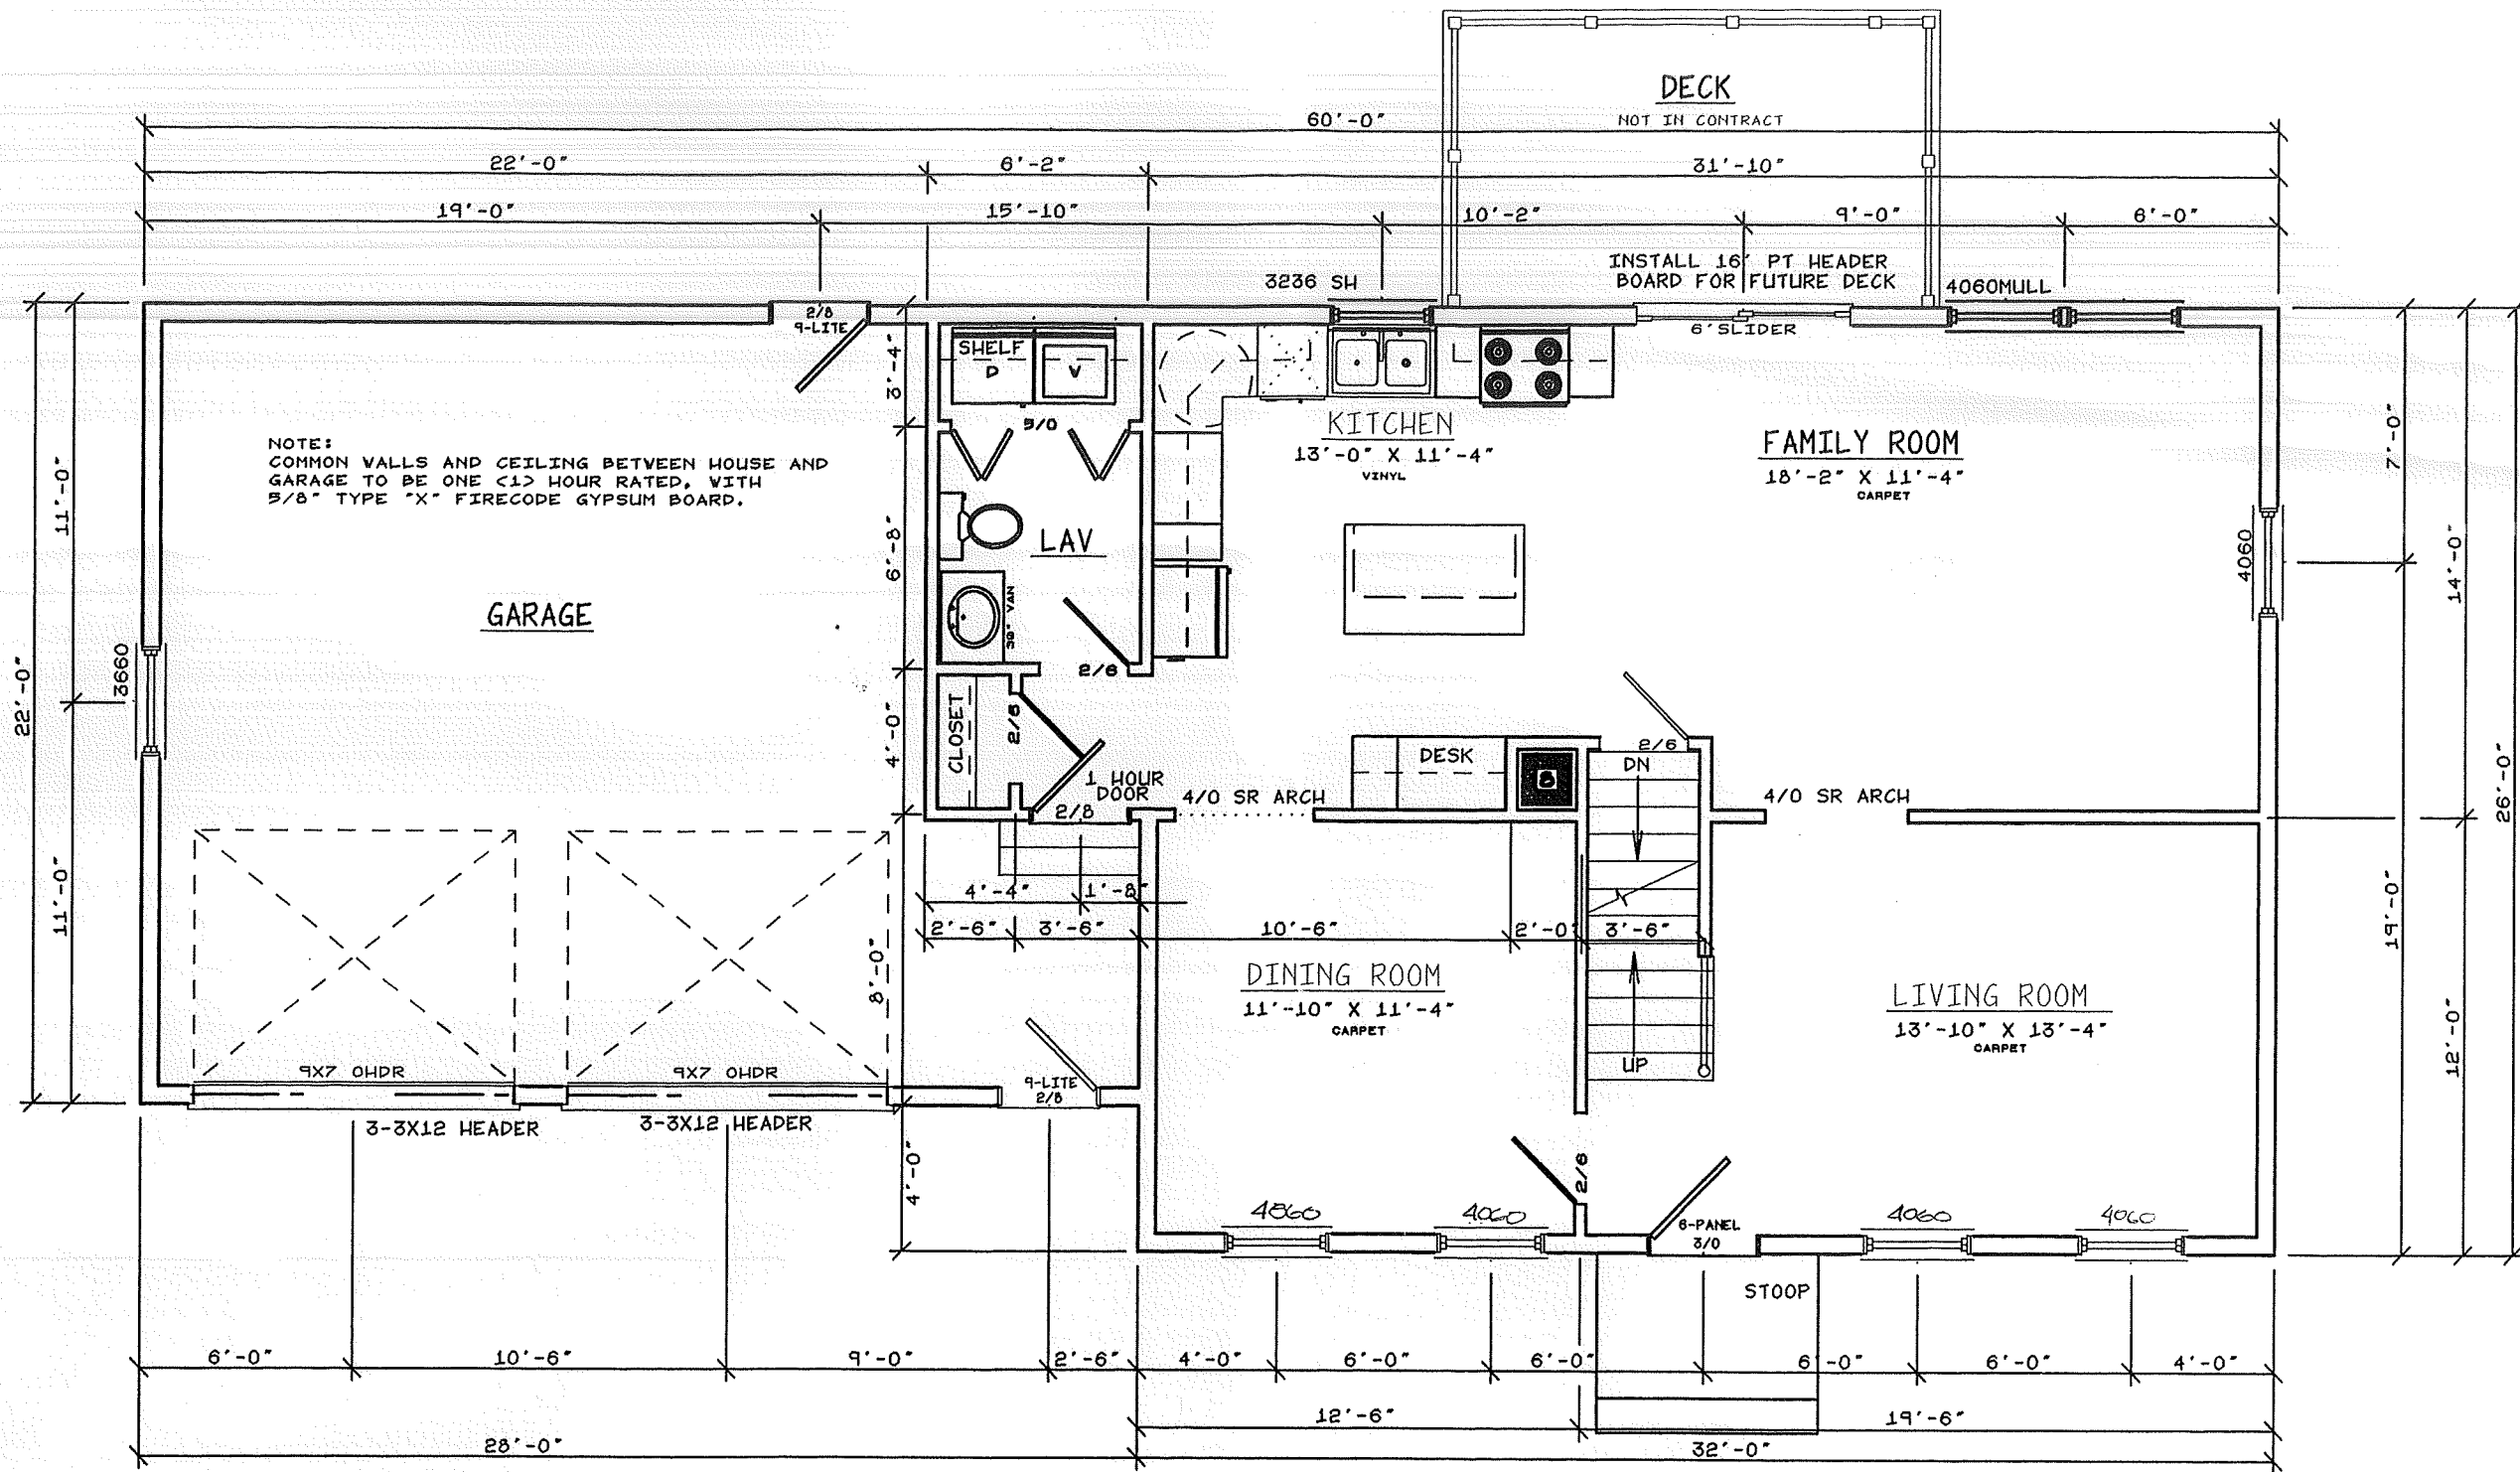 DECK
NOT IN CONTRACT
60'-0"
22'-0"
6'-2"
31'-10"
19'-0"
15'-10"
10'-2"
9'-0"
6'-0"
INSTALL 16' PT HEADER
BOARD FOR FUTURE DECK
3236 SH
4060MULL
2/8
9-LITE
6'SLIDER
SHELF
D
W
3'-4"
5/0
KITCHEN
13'-0" X 11'-4"
VINYL
FAMILY ROOM
18'-2" X 11'-4"
CARPET
7'-0"
NOTE:
COMMON WALLS AND CEILING BETWEEN HOUSE AND
GARAGE TO BE ONE (1) HOUR RATED, WITH
5/8" TYPE "X" FIRECODE GYPSUM BOARD.
11'-0"
6'-8"
LAV
30" VAN
4060
14'-0"
GARAGE
22'-0"
3660
2/6
CLOSET
2/6
4'-0"
1 HOUR
DOOR
2/8
4/0 SR ARCH
DESK
2/6
DN
4/0 SR ARCH
26'-0"
11'-0"
4'-4"
1'-8"
2'-6"
3'-6"
10'-6"
2'-0"
3'-6"
8'-0"
19'-0"
DINING ROOM
11'-10" X 11'-4"
CARPET
LIVING ROOM
13'-10" X 13'-4"
CARPET
12'-0"
UP
9X7 OHDR
9X7 OHDR
9-LITE
2/8
3-3X12 HEADER
3-3X12 HEADER
4'-0"
2/6
4060
4060
6-PANEL
3/0
4060
4060
STOOP
6'-0"
10'-6"
9'-0"
2'-6"
4'-0"
6'-0"
6'-0"
6'-0"
6'-0"
4'-0"
12'-6"
19'-6"
28'-0"
32'-0"